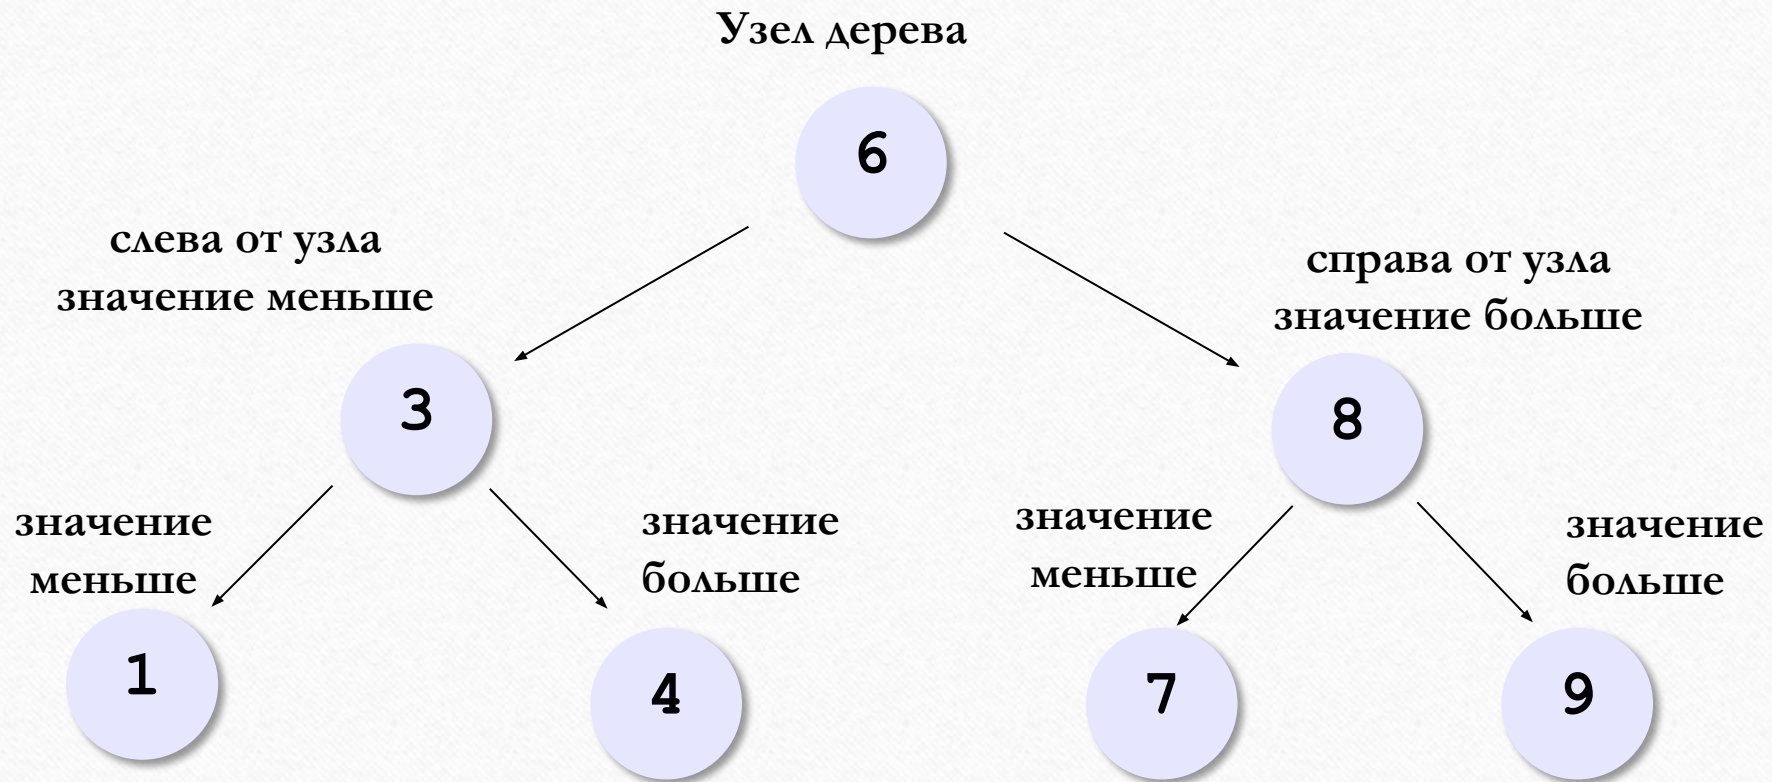 Узел дерева
6
слева от узла
значение меньше
справа от узла
значение больше
3
8
значение
меньше
значение
больше
значение
меньше
значение
больше
1
4
7
9